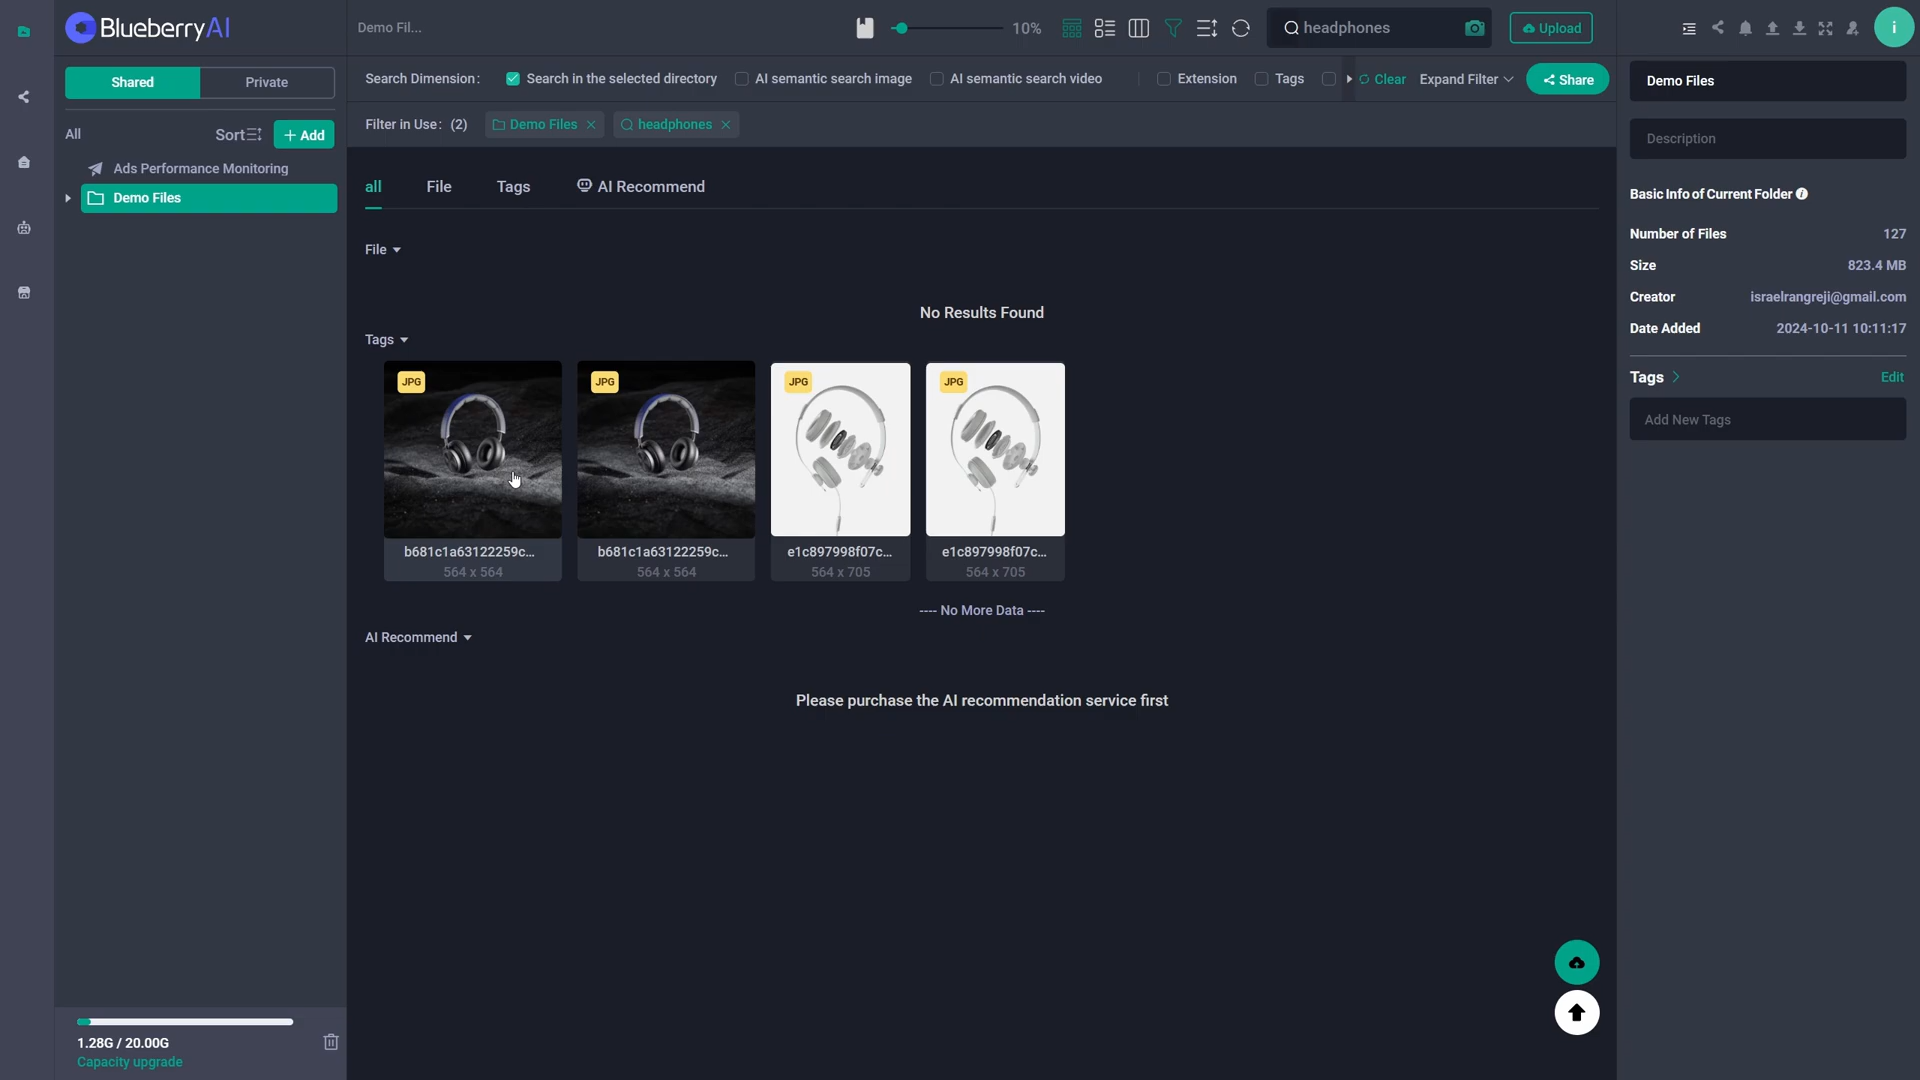 BlueberryAI
Demo Fil...
10%
headphones
Upload
i
Shared
Private
Search Dimension:
Search in the selected directory
AI semantic search image
AI semantic search video
Extension
Tags
Clear
Expand Filter
Share
Demo Files
All
Sort
+ Add
Filter in Use: (2)
Demo Files
headphones
Description
Ads Performance Monitoring
Demo Files
all
File
Tags
AI Recommend
Basic Info of Current Folder
Number of Files
127
Size
823.4 MB
Creator
israelrangreji@gmail.com
Date Added
2024-10-11 10:11:17
File
No Results Found
Tags
Tags
Edit
Add New Tags
JPG
JPG
JPG
JPG
b681c1a63122259c...
b681c1a63122259c...
e1c897998f07c...
e1c897998f07c...
564 x 564
564 x 564
564 x 705
564 x 705
---- No More Data ----
AI Recommend
Please purchase the AI recommendation service first
1.28G / 20.00G
Capacity upgrade